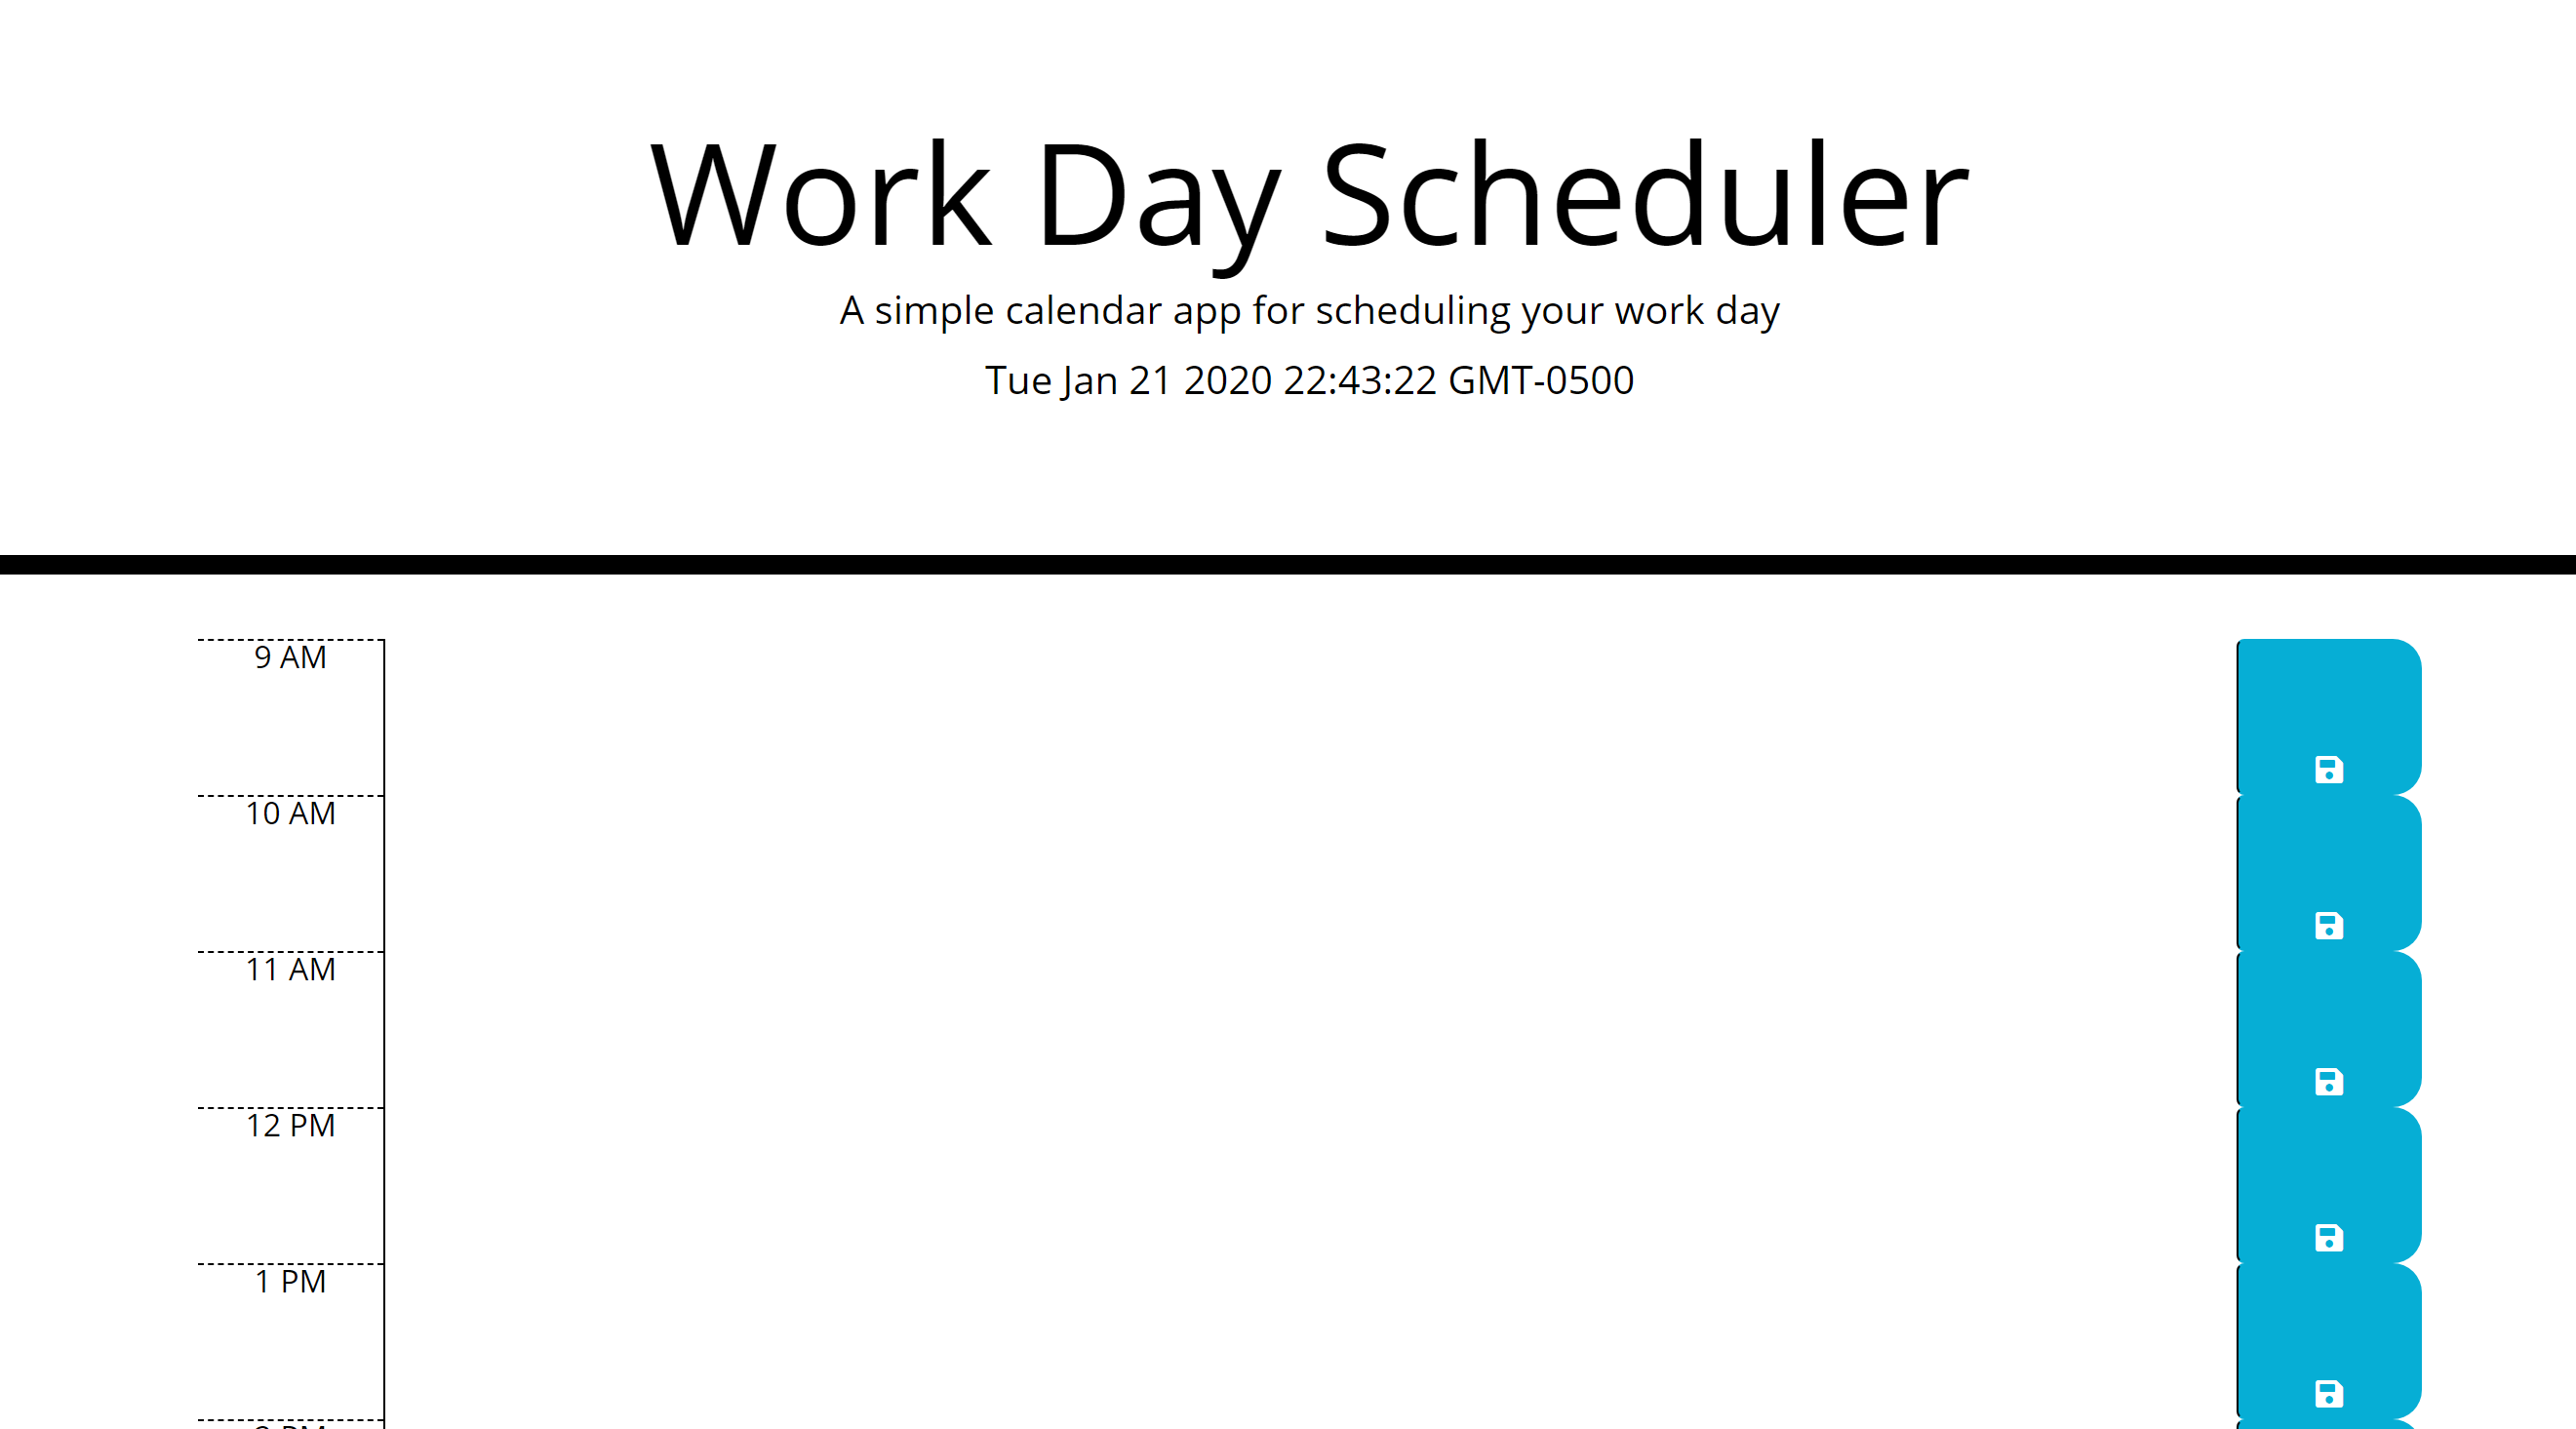 Work Day Scheduler
A simple calendar app for scheduling your work day
Tue Jan 21 2020 22:43:22 GMT-0500
9 AM
10 AM
11 AM
12 PM
1 PM